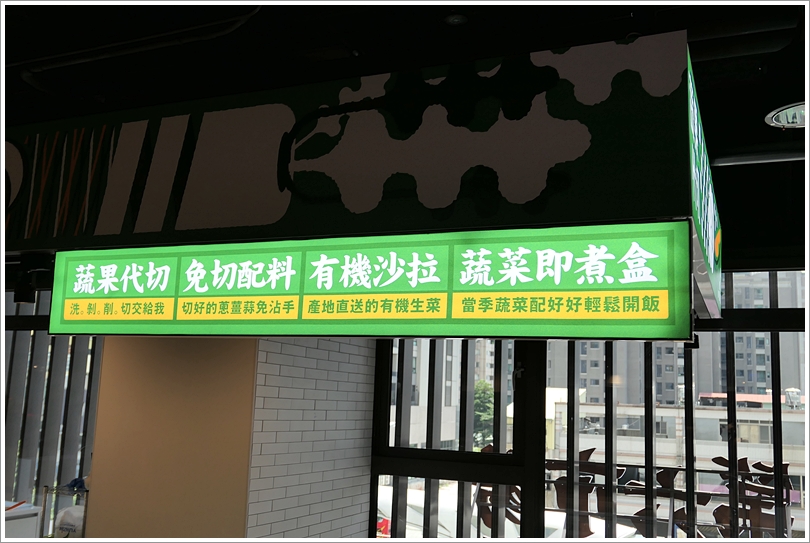 蔬果代切 免切配料 有機沙拉 蔬菜即煮盒
洗。剝。削。切交給我 切好的蔥薑蒜免沾手 產地直送的有機生菜 當季蔬菜配好好輕鬆開飯